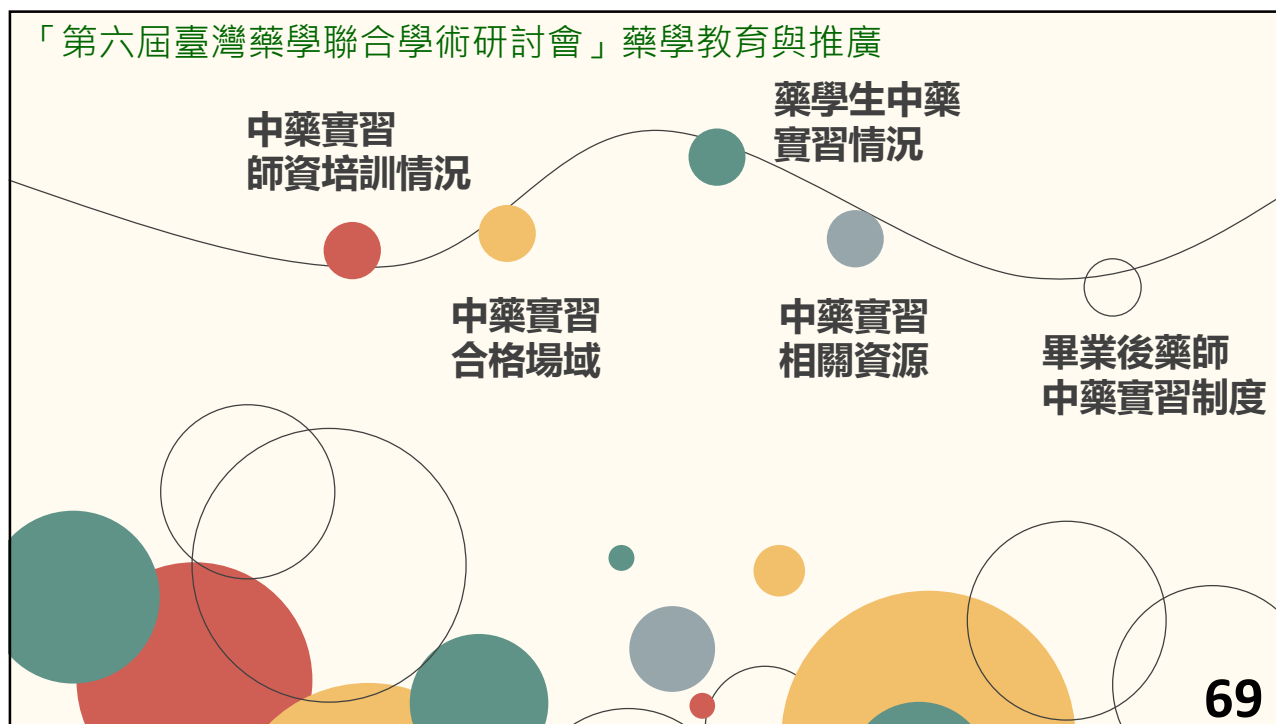 「第六屆臺灣藥學聯合學術研討會」藥學教育與推廣
中藥實習
師資培訓情況
中藥實習
合格場域
藥學生中藥
實習情況
中藥實習
相關資源
畢業後藥師
中藥實習制度
69